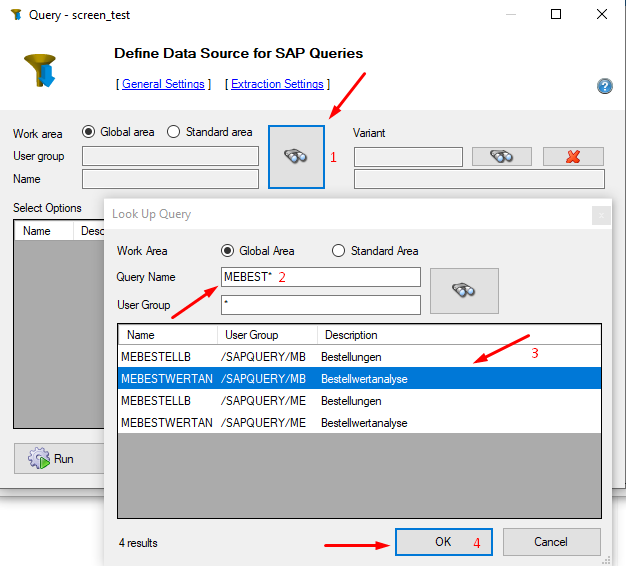 Query - screen_test
Define Data Source for SAP Queries
[ General Settings ] [ Extraction Settings ]
Work area Global area Standard area Variant
User group 1
Name
Select Options
Name
Look Up Query
Work Area Global Area Standard Area
Query Name MEBEST* 2
User Group *
Name User Group Description
MEBESTELLB /SAPQUERY/MB Bestellungen
MEBESTWERTAN /SAPQUERY/MB Bestellwertanalyse
3
MEBESTELLB /SAPQUERY/ME Bestellungen
MEBESTWERTAN /SAPQUERY/ME Bestellwertanalyse
Run
4 results OK 4 Cancel